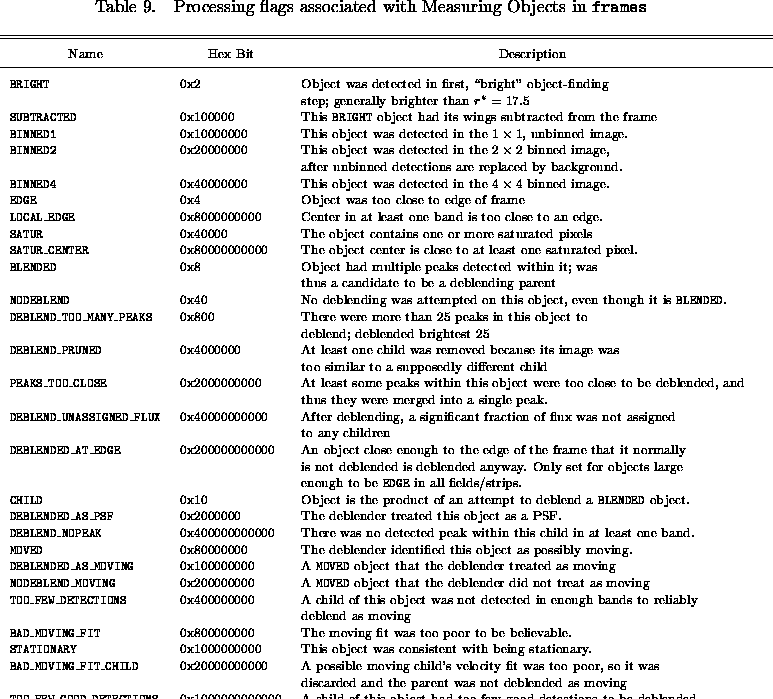 Table 9. Processing flags associated with Measuring Objects in frames
Name Hex Bit Description
BRIGHT 0x2 Object was detected in first, "bright" object-finding
step; generally brighter than r* = 17.5
SUBTRACTED 0x100000 This BRIGHT object had its wings subtracted from the frame
BINNED1 0x10000000 This object was detected in the 1 × 1, unbinned image.
BINNED2 0x20000000 This object was detected in the 2 × 2 binned image,
after unbinned detections are replaced by background.
BINNED4 0x40000000 This object was detected in the 4 × 4 binned image.
EDGE 0x4 Object was too close to edge of frame
LOCAL_EDGE 0x8000000000 Center in at least one band is too close to an edge.
SATUR 0x40000 The object contains one or more saturated pixels
SATUR_CENTER 0x80000000000 The object center is close to at least one saturated pixel.
BLENDED 0x8 Object had multiple peaks detected within it; was
thus a candidate to be a deblending parent
NODEBLEND 0x40 No deblending was attempted on this object, even though it is BLENDED.
DEBLEND_TOO_MANY_PEAKS 0x800 There were more than 25 peaks in this object to
deblend; deblended brightest 25
DEBLEND_PRUNED 0x4000000 At least one child was removed because its image was
too similar to a supposedly different child
PEAKS_TOO_CLOSE 0x2000000000 At least some peaks within this object were too close to be deblended, and
thus they were merged into a single peak.
DEBLEND_UNASSIGNED_FLUX 0x40000000000 After deblending, a significant fraction of flux was not assigned
to any children
DEBLENDED_AT_EDGE 0x200000000000 An object close enough to the edge of the frame that it normally
is not deblended is deblended anyway. Only set for objects large
enough to be EDGE in all fields/strips.
CHILD 0x10 Object is the product of an attempt to deblend a BLENDED object.
DEBLENDED_AS_PSF 0x2000000 The deblender treated this object as a PSF.
DEBLEND_NOPEAK 0x400000000000 There was no detected peak within this child in at least one band.
MOVED 0x80000000 The deblender identified this object as possibly moving.
DEBLENDED_AS_MOVING 0x100000000 A MOVED object that the deblender treated as moving
NODEBLEND_MOVING 0x200000000 A MOVED object that the deblender did not treat as moving
TOO_FEW_DETECTIONS 0x400000000 A child of this object was not detected in enough bands to reliably
deblend as moving
BAD_MOVING_FIT 0x800000000 The moving fit was too poor to be believable.
STATIONARY 0x1000000000 This object was consistent with being stationary.
BAD_MOVING_FIT_CHILD 0x20000000000 A possible moving child's velocity fit was too poor, so it was
discarded and the parent was not deblended as moving
TOO_FEW_GOOD_DETECTIONS 0x1000000000000 A child of this object had too few good detections to be deblended